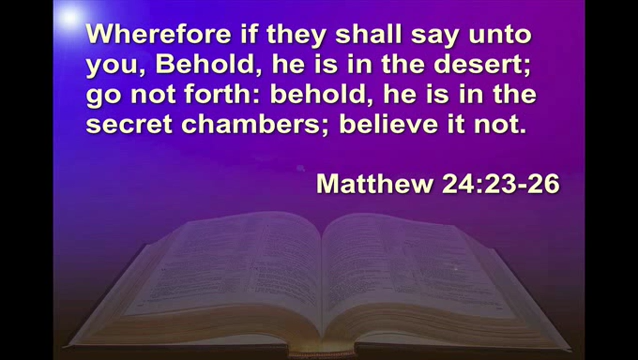 Wherefore if they shall say unto
you, Behold, he is in the desert;
go not forth: behold, he is in the
secret chambers; believe it not.
Matthew 24:23-26